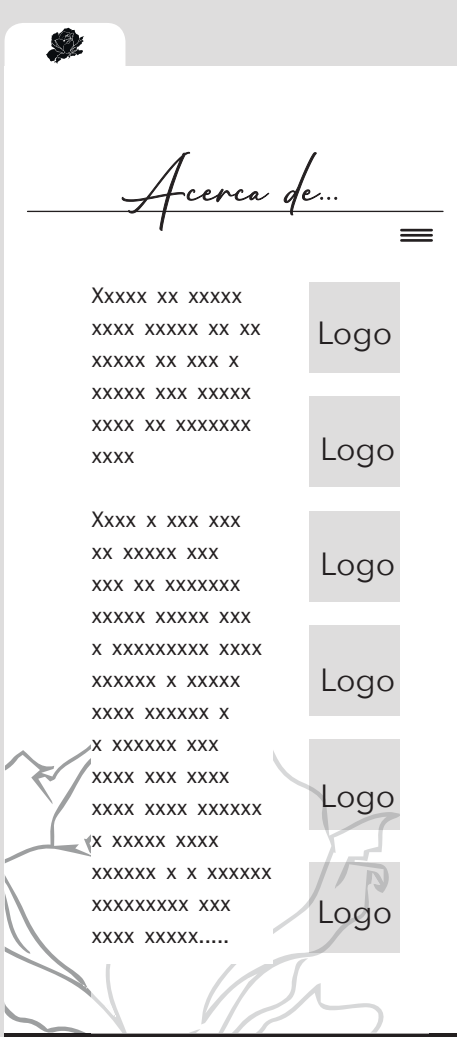 Acerca de...
Xxxxx xx xxxxx
xxxx xxxxx xx xx
xxxxx xx xxx x
xxxxx xxx xxxxx
xxxx xx xxxxxxx
xxxx
Xxxx x xxx xxx
xx xxxxx xxx
xxx xx xxxxxxx
xxxxx xxxxx xxx
x xxxxxxxxx xxxx
xxxxxx x xxxxx
xxxx xxxxxx x
x xxxxxx xxx
xxxx xxx xxxx
xxxx xxxx xxxxxx
x xxxxx xxxx
xxxxxx x x xxxxxx
xxxxxxxxx xxx
xxxx xxxxx.....
Logo
Logo
Logo
Logo
Logo
Logo